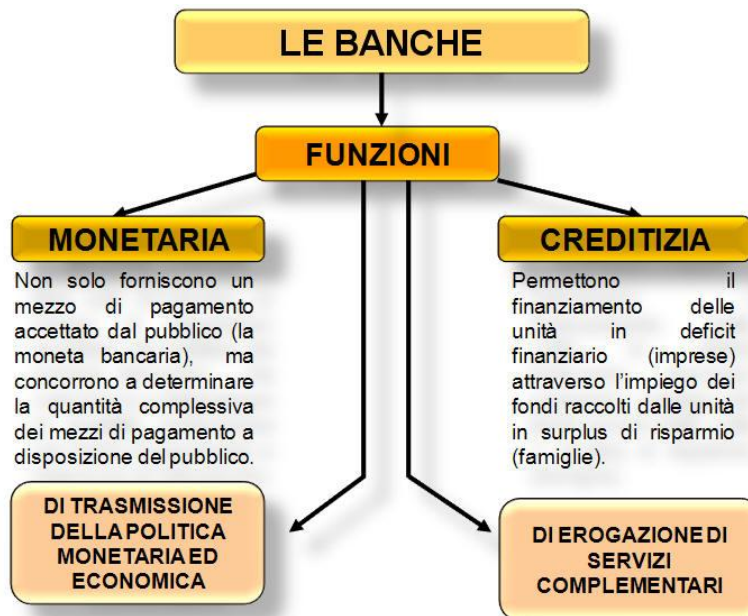 LE BANCHE
FUNZIONI
MONETARIA
Non solo forniscono un
mezzo di pagamento
accettato dal pubblico (la
moneta bancaria), ma
concorrono a determinare
la quantità complessiva
dei mezzi di pagamento a
disposizione del pubblico.
CREDITIZIA
Permettono il
finanziamento delle
unità in deficit
finanziario (imprese)
attraverso l'impiego dei
fondi raccolti dalle unità
in surplus di risparmio
(famiglie).
DI TRASMISSIONE
DELLA POLITICA
MONETARIA ED
ECONOMICA
DI EROGAZIONE DI
SERVIZI
COMPLEMENTARI